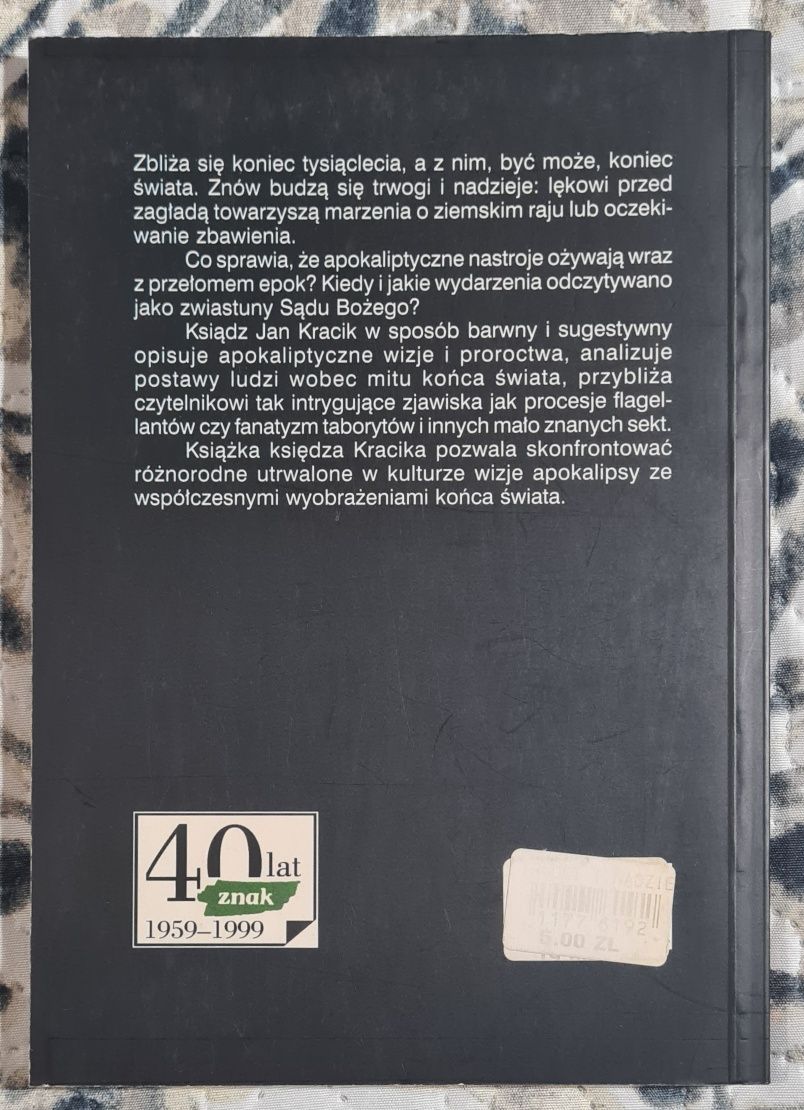 Zbliża się koniec tysiąclecia, a z nim, być może, koniec
świata. Znów budzą się trwogi i nadzieje: lękowi przed
zagładą towarzyszą marzenia o ziemskim raju lub oczeki-
wanie zbawienia.
Co sprawia, że apokaliptyczne nastroje ożywają wraz
z przełomem epok? Kiedy i jakie wydarzenia odczytywano
jako zwiastuny Sądu Bożego?
Ksiądz Jan Kracik w sposób barwny i sugestywny
opisuje apokaliptyczne wizje i proroctwa, analizuje
postawy ludzi wobec mitu końca świata, przybliża
czytelnikowi tak intrygujące zjawiska jak procesje flagel-
lantów czy fanatyzm taborytów i innych mało znanych sekt.
Książka księdza Kracika pozwala skonfrontować
różnorodne utrwalone w kulturze wizje apokalipsy ze
współczesnymi wyobrażeniami końca świata.
40 lat
znak
1959–1999
5.00 ZŁ